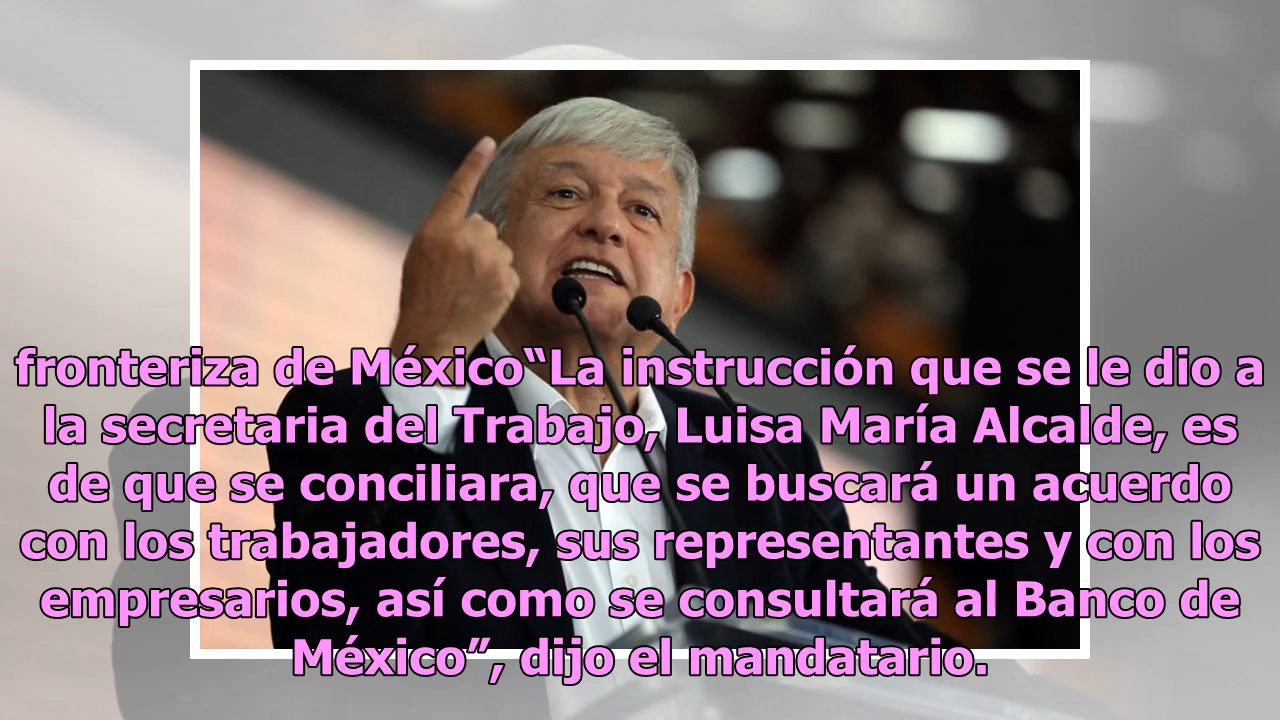 fronteriza de México“La instrucción que se le dio a
la secretaria del Trabajo, Luisa María Alcalde, es
de que se conciliara, que se buscará un acuerdo
con los trabajadores, sus representantes y con los
empresarios, así como se consultará al Banco de
México”, dijo el mandatario.